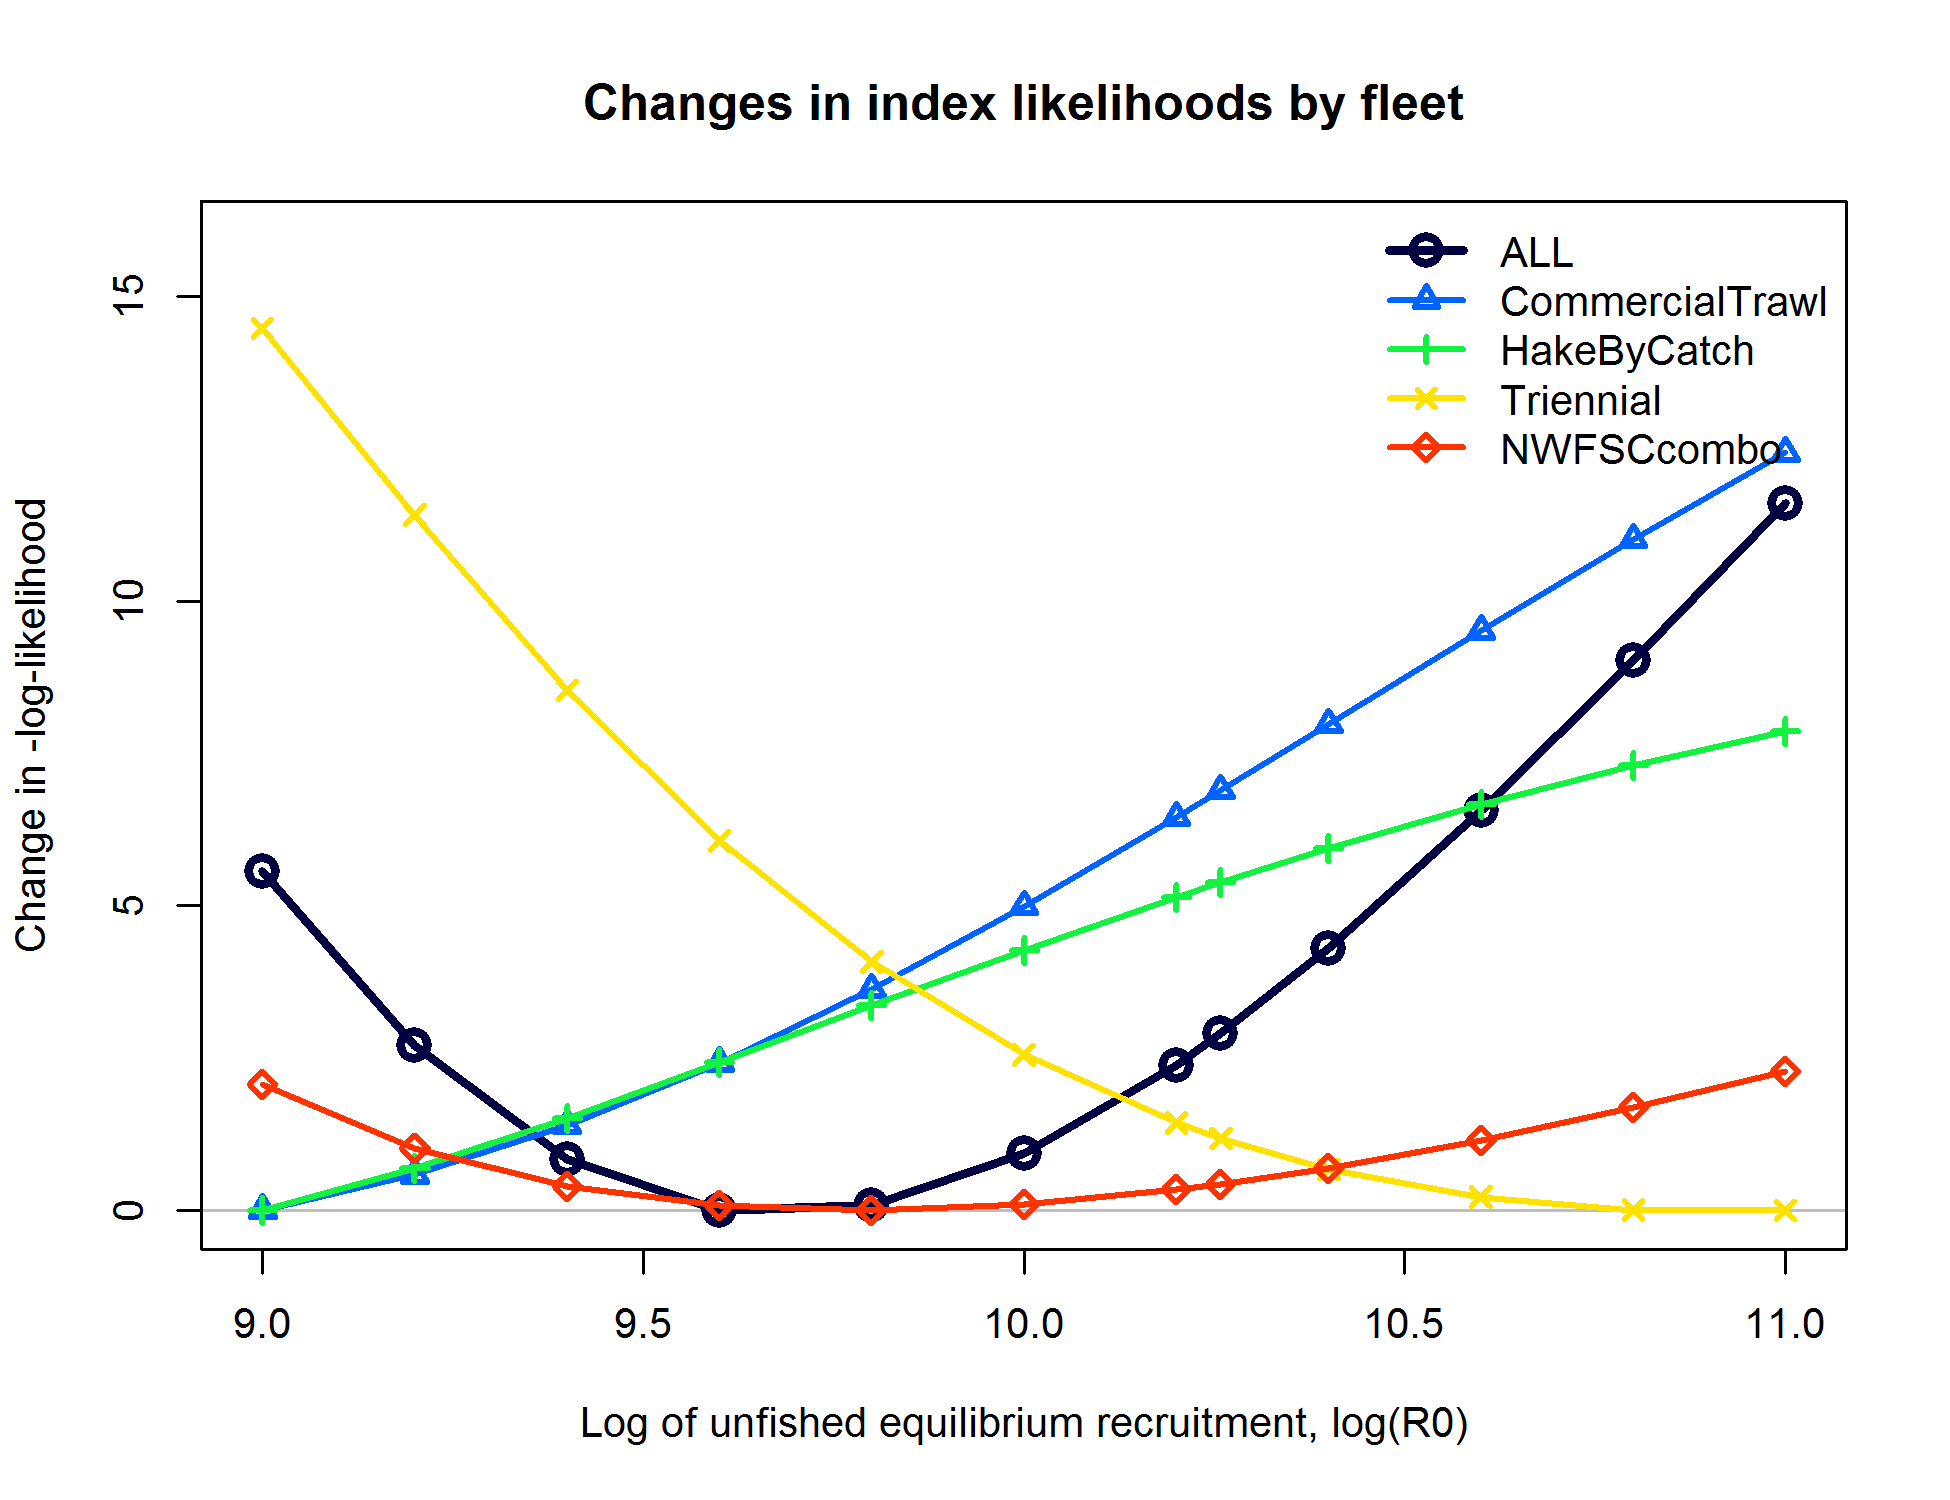 Changes in index likelihoods by fleet
ALL
CommercialTrawl
HakeByCatch
Triennial
NWFSCcombo
Change in -log-likelihood
15
10
5
0
9.0 9.5 10.0 10.5 11.0
Log of unfished equilibrium recruitment, log(R0)